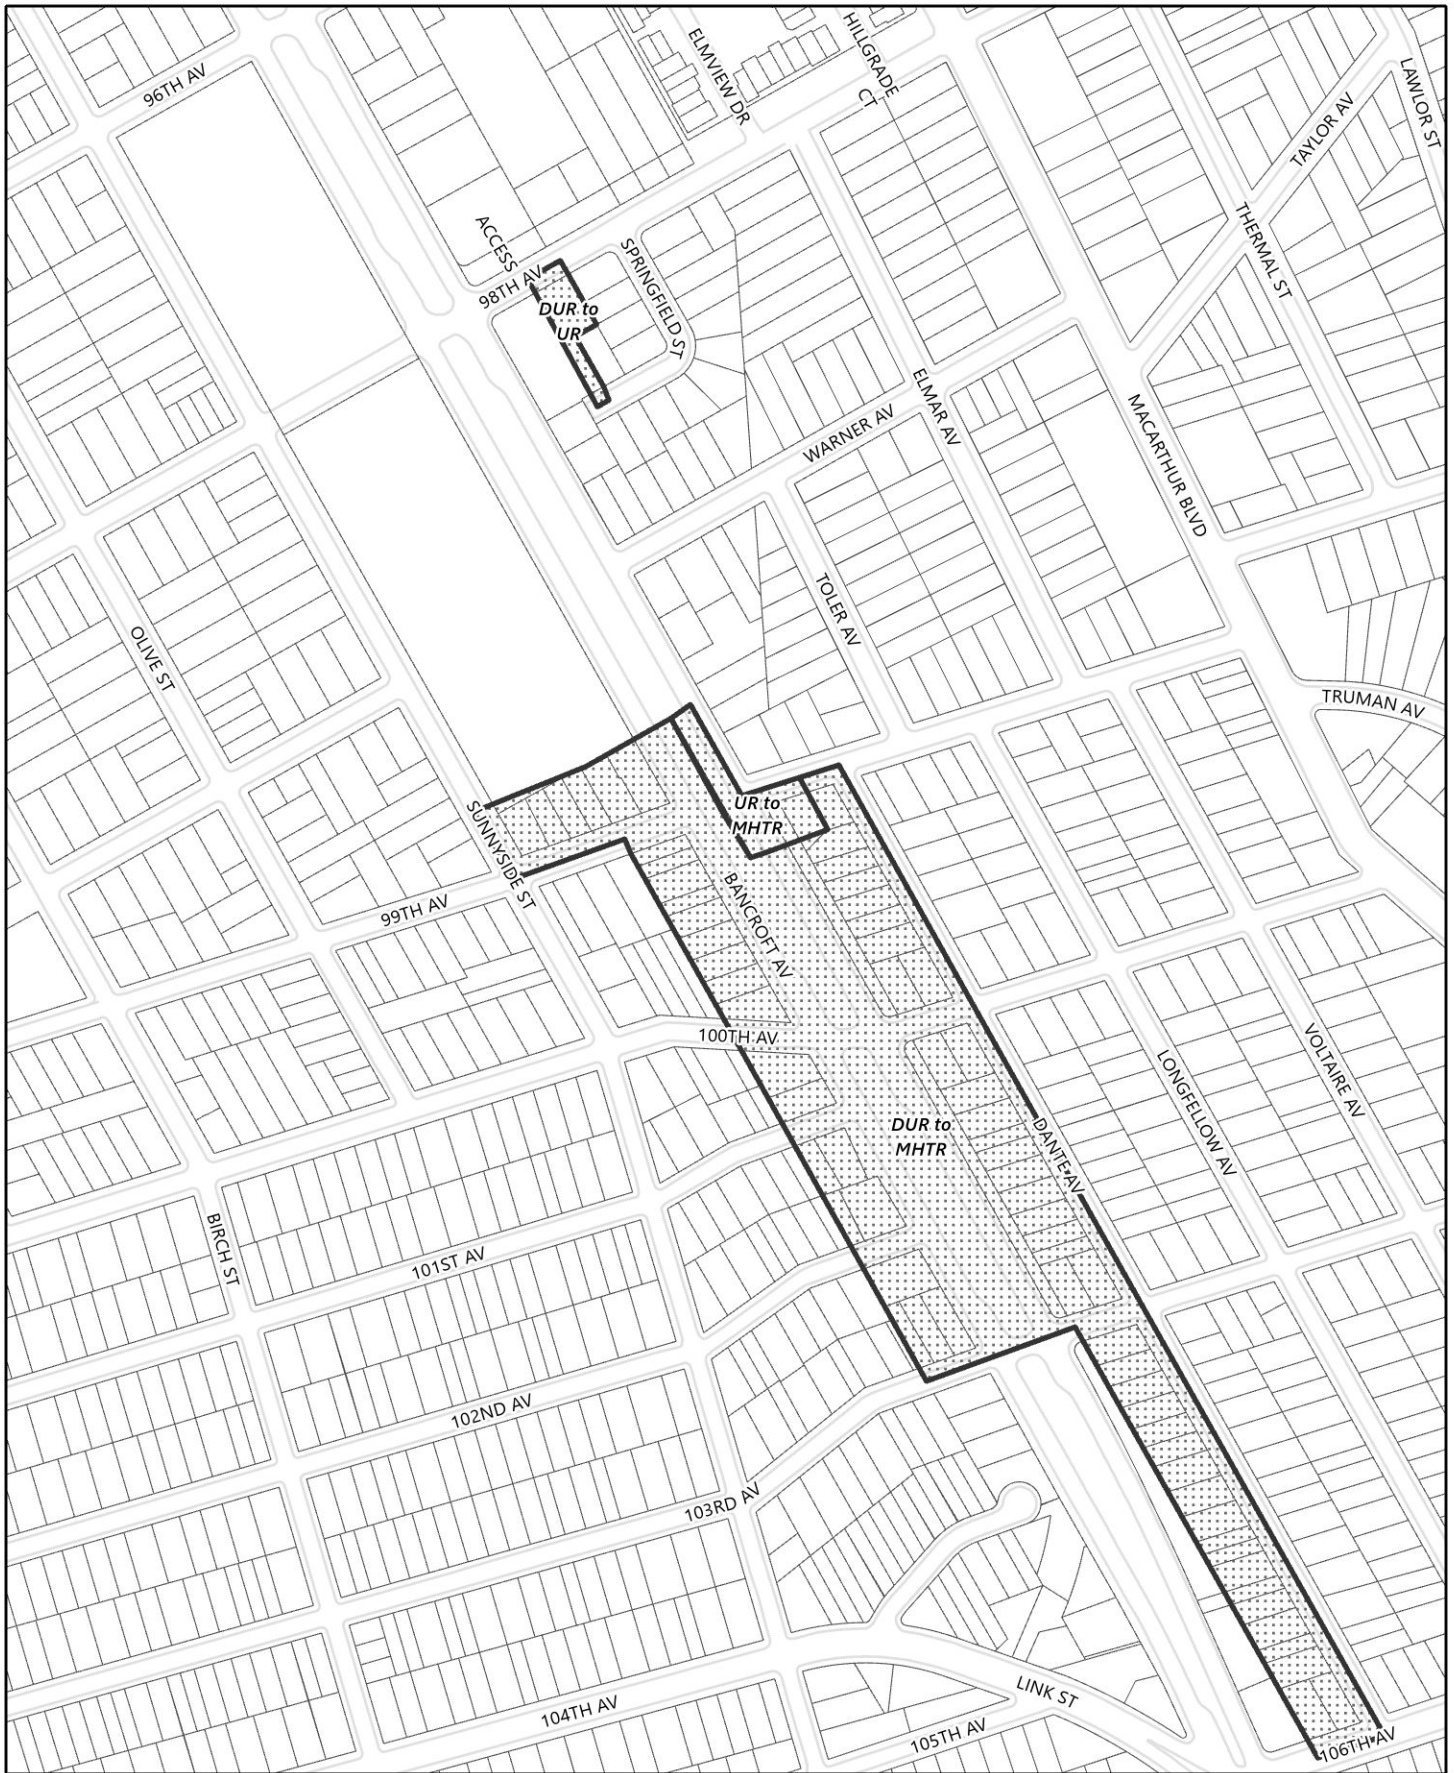 96TH AV
ELMVIEW DR
HILLGRADE
CT
TAYLOR AV
LAWLOR ST
ACCESS
98TH AV
SPRINGFIELD ST
THERMAL ST
DUR to
UR
ELMAR AV
WARNER AV
MACARTHUR BLVD
TOLER AV
OLIVE ST
TRUMAN AV
UR to
MHTR
SUNNYSIDE ST
99TH AV
BANCROFT AV
100TH AV
DUR to
MHTR
DANTE AV
LONGFELLOW AV
VOLTAIRE AV
BIRCH ST
101ST AV
102ND AV
103RD AV
104TH AV
LINK ST
105TH AV
106TH AV